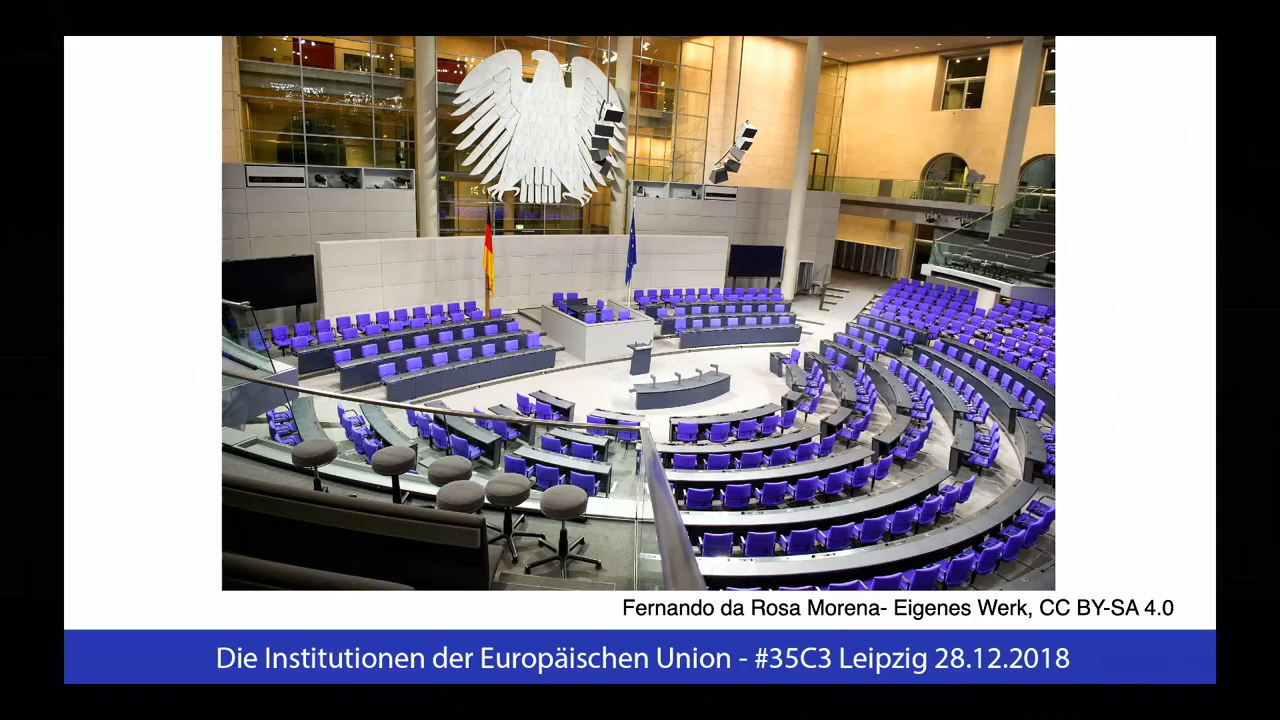 Fernando da Rosa Morena- Eigenes Werk, CC BY-SA 4.0
Die Institutionen der Europäischen Union - #35C3 Leipzig 28.12.2018